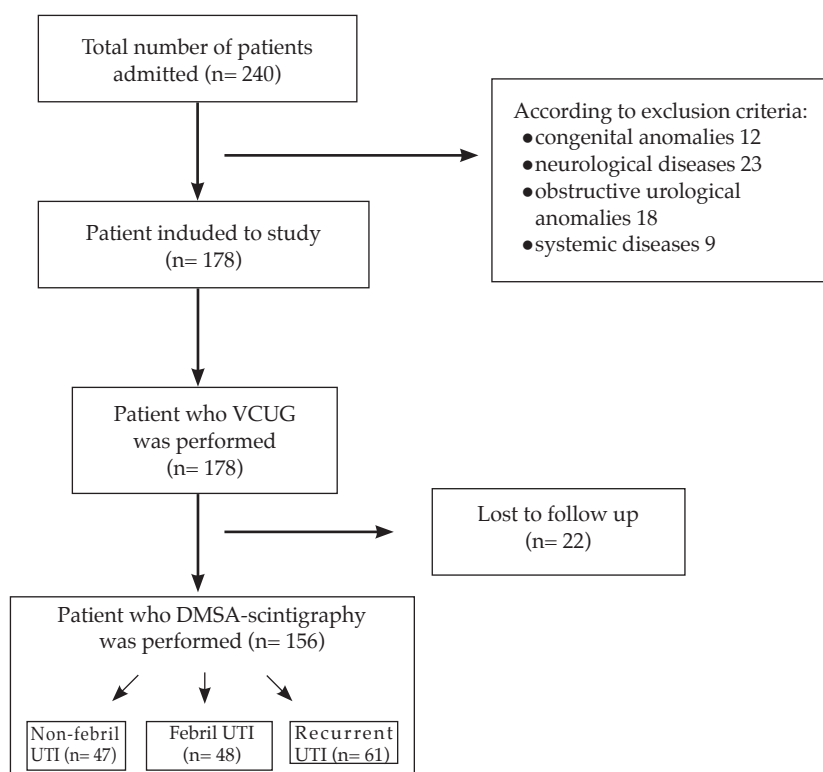 Total number of patients
admitted (n= 240)
According to exclusion criteria:
●congenital anomalies 12
●neurological diseases 23
●obstructive urological
anomalies 18
●systemic diseases 9
Patient induded to study
(n= 178)
Patient who VCUG
was performed
(n= 178)
Lost to follow up
(n= 22)
Patient who DMSA-scintigraphy
was performed (n= 156)
Non-febril
UTI (n= 47)
Febril UTI
(n= 48)
Recurrent
UTI (n= 61)